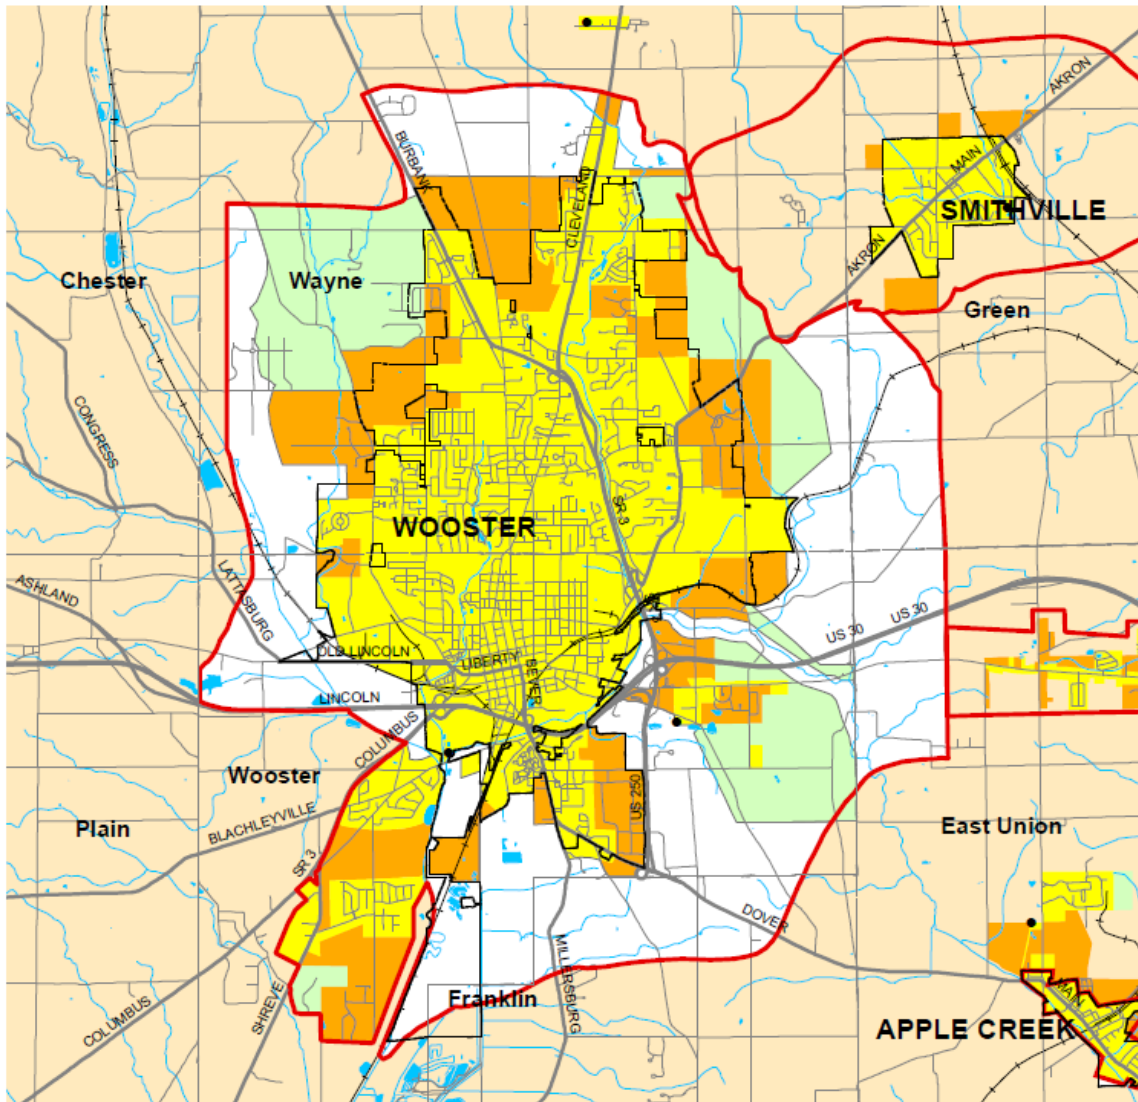 AKRON
BURBANK
MAIN
CLEVELAND
SMITHVILLE
AKRON
Chester
Wayne
Green
CONGRESS
SR 3
WOOSTER
ASHLAND
LATTASBURG
US 30
US 30
OLD LINCOLN
LIBERTY
BEVER
LINCOLN
COLUMBUS
Wooster
US 250
BLACHLEYVILLE
Plain
East Union
SR 3
DOVER
MILLERSBURG
Franklin
MAIN
SHREVE
COLUMBUS
APPLE CREEK